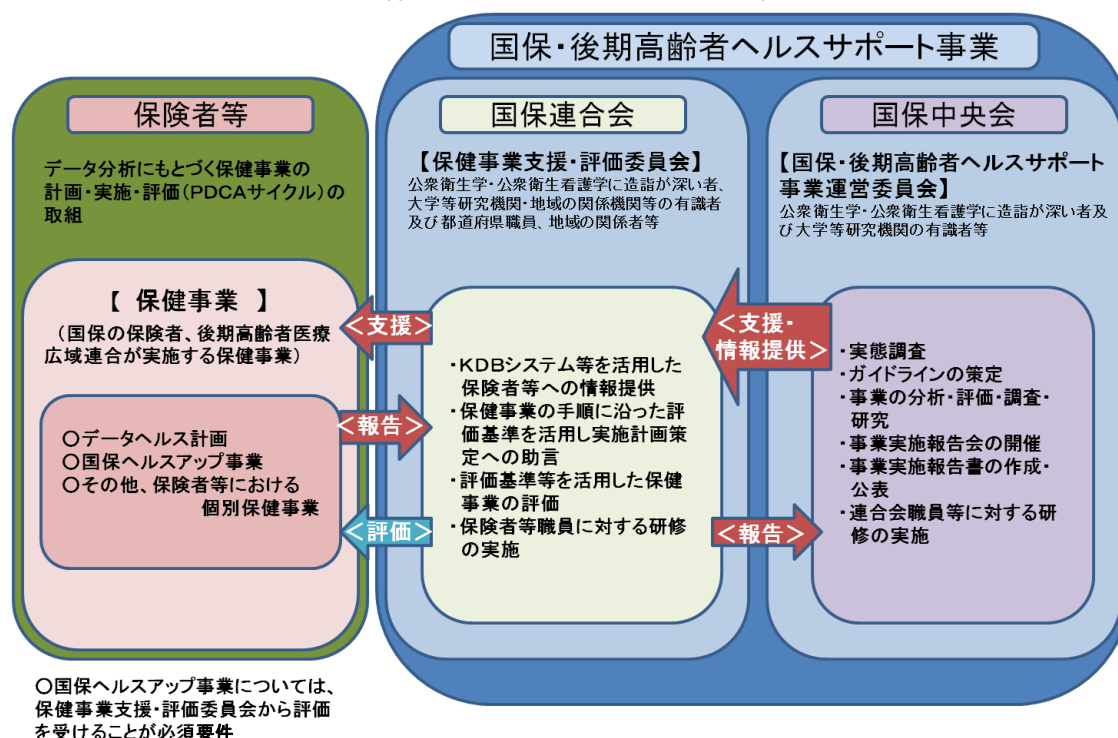 国保・後期高齢者ヘルスサポート事業
保険者等
データ分析にもとづく保健事業の
計画・実施・評価(PDCAサイクル)の
取組
【 保健事業 】
(国保の保険者、後期高齢者医療
広域連合が実施する保健事業)
○データヘルス計画
○国保ヘルスアップ事業
○その他、保険者等における
個別保健事業
○国保ヘルスアップ事業については、
保健事業支援・評価委員会から評価
を受けることが必須要件
<支援>
<報告>
<評価>
国保連合会
【保健事業支援・評価委員会】
公衆衛生学・公衆衛生看護学に造詣が深い者、
大学等研究機関・地域の関係機関等の有識者
及び都道府県職員、地域の関係者等
・KDBシステム等を活用した
保険者等への情報提供
・保健事業の手順に沿った評
価基準を活用し実施計画策
定への助言
・評価基準等を活用した保健
事業の評価
・保険者等職員に対する研修
の実施
<支援・
情報提供>
<報告>
国保中央会
【国保・後期高齢者ヘルスサポート
事業運営委員会】
公衆衛生学・公衆衛生看護学に造詣が深い者及
び大学等研究機関の有識者等
・実態調査
・ガイドラインの策定
・事業の分析・評価・調査・
研究
・事業実施報告会の開催
・事業実施報告書の作成・
公表
・連合会職員等に対する研
修の実施